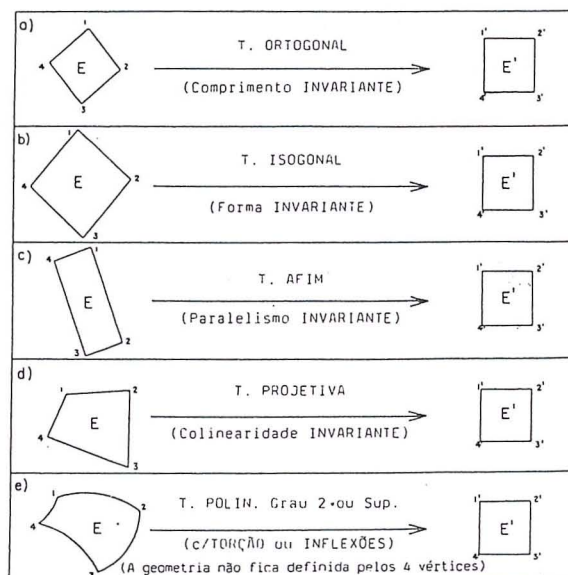 a)
1
4
E
2
3
T. ORTOGONAL
(Comprimento INVARIANTE)
1'
2'
E'
4'
3'
b)
1
4
E
2
3
T. ISOGONAL
(Forma INVARIANTE)
1'
2'
E'
4'
3'
c)
4
1
E
3
2
T. AFIM
(Paralelismo INVARIANTE)
1'
2'
E'
4'
3'
d)
1
2
E
4
3
T. PROJETIVA
(Colinearidade INVARIANTE)
1'
2'
E'
4'
3'
e)
1
2
4
E
3
T. POLIN. Grau 2 ou Sup.
(c/TORÇÃO ou INFLEXÕES)
(A geometria não fica definida pelos 4 vértices)
1'
2'
E'
4'
3'